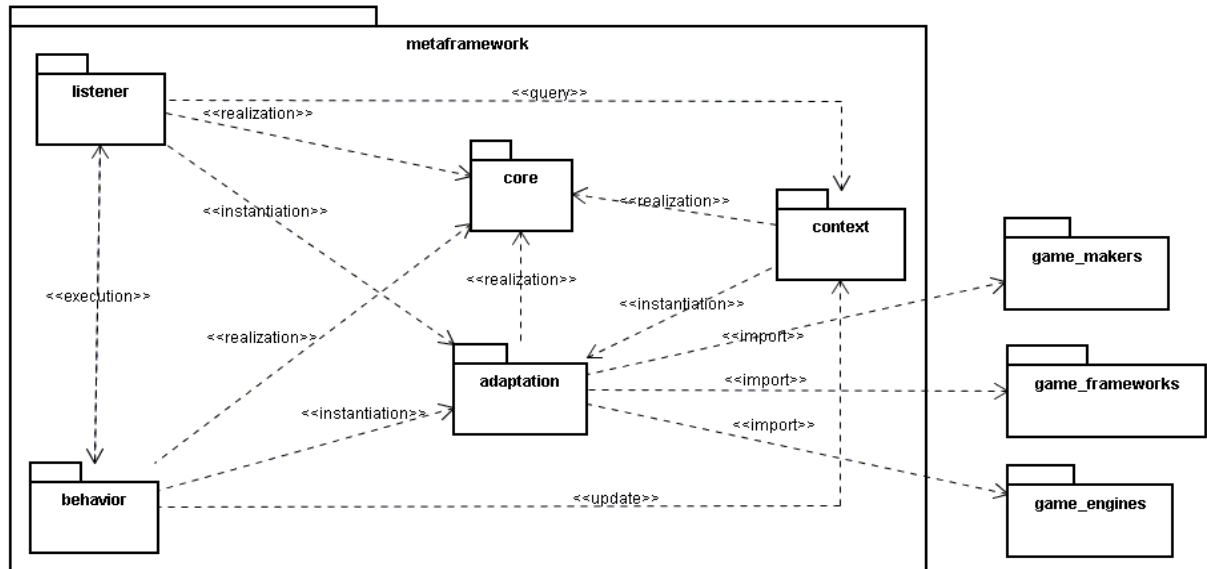 metaframework
listener
<<query>>
<<realization>>
core
<<realization>>
<<instantiation>>
context
game_makers
<<realization>>
<<execution>>
<<instantiation>>
<<realization>>
<<import>>
adaptation
<<import>>
game_frameworks
<<instantiation>>
<<import>>
behavior
<<update>>
game_engines